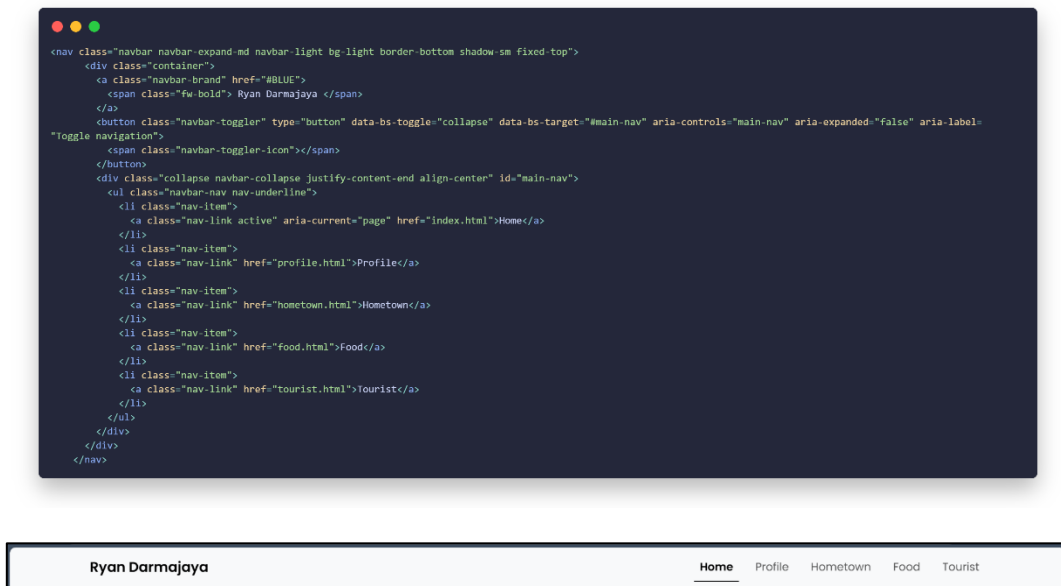 <nav class="navbar navbar-expand-md navbar-light bg-light border-bottom shadow-sm fixed-top">
<div class="container">
<a class="navbar-brand" href="#BLUE">
<span class="fw-bold"> Ryan Darmajaya </span>
</a>
<button class="navbar-toggler" type="button" data-bs-toggle="collapse" data-bs-target="#main-nav" aria-controls="main-nav" aria-expanded="false" aria-label=
"Toggle navigation">
<span class="navbar-toggler-icon"></span>
</button>
<div class="collapse navbar-collapse justify-content-end align-center" id="main-nav">
<ul class="navbar-nav nav-underline">
<li class="nav-item">
<a class="nav-link active" aria-current="page" href="index.html">Home</a>
</li>
<li class="nav-item">
<a class="nav-link" href="profile.html">Profile</a>
</li>
<li class="nav-item">
<a class="nav-link" href="hometown.html">Hometown</a>
</li>
<li class="nav-item">
<a class="nav-link" href="food.html">Food</a>
</li>
<li class="nav-item">
<a class="nav-link" href="tourist.html">Tourist</a>
</li>
</ul>
</div>
</div>
</nav>
Ryan Darmajaya Home Profile Hometown Food Tourist